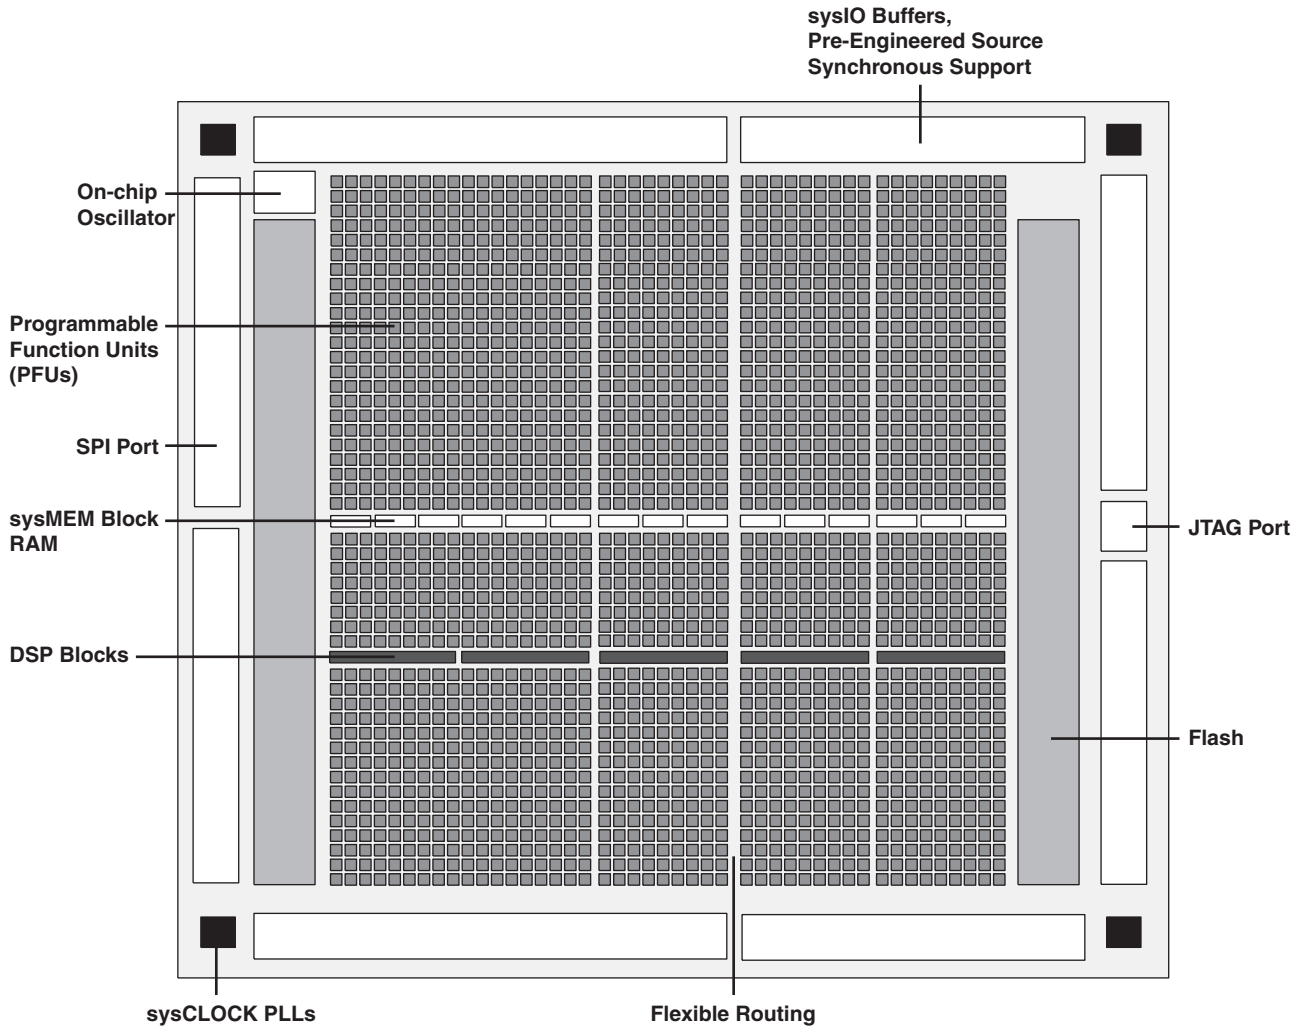 sysIO Buffers,
Pre-Engineered Source
Synchronous Support
On-chip
Oscillator
Programmable
Function Units
(PFUs)
SPI Port
sysMEM Block
RAM
JTAG Port
DSP Blocks
Flash
sysCLOCK PLLs
Flexible Routing